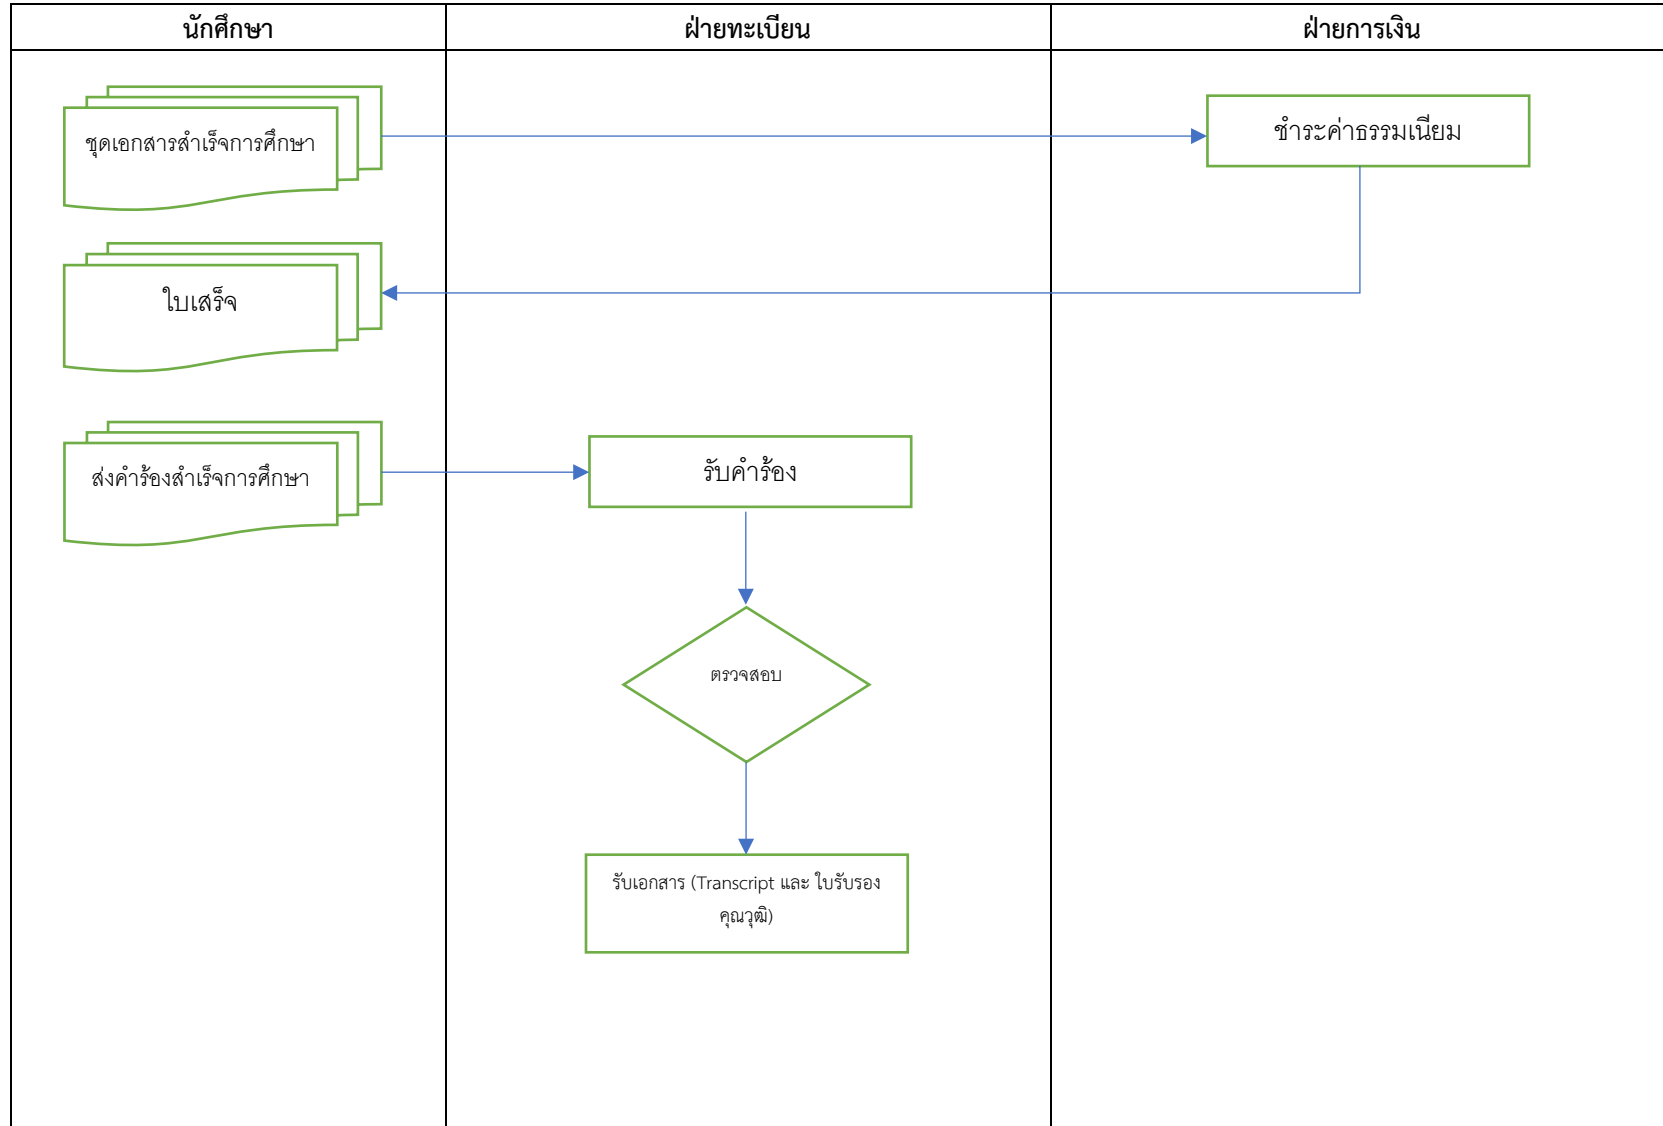 นักศึกษา
ฝ่ายทะเบียน
ฝ่ายการเงิน
ชุดเอกสารสำเร็จการศึกษา
ชำระค่าธรรมเนียม
ใบเสร็จ
ส่งคำร้องสำเร็จการศึกษา
รับคำร้อง
ตรวจสอบ
รับเอกสาร (Transcript และ ใบรับรอง
คุณวุฒิ)